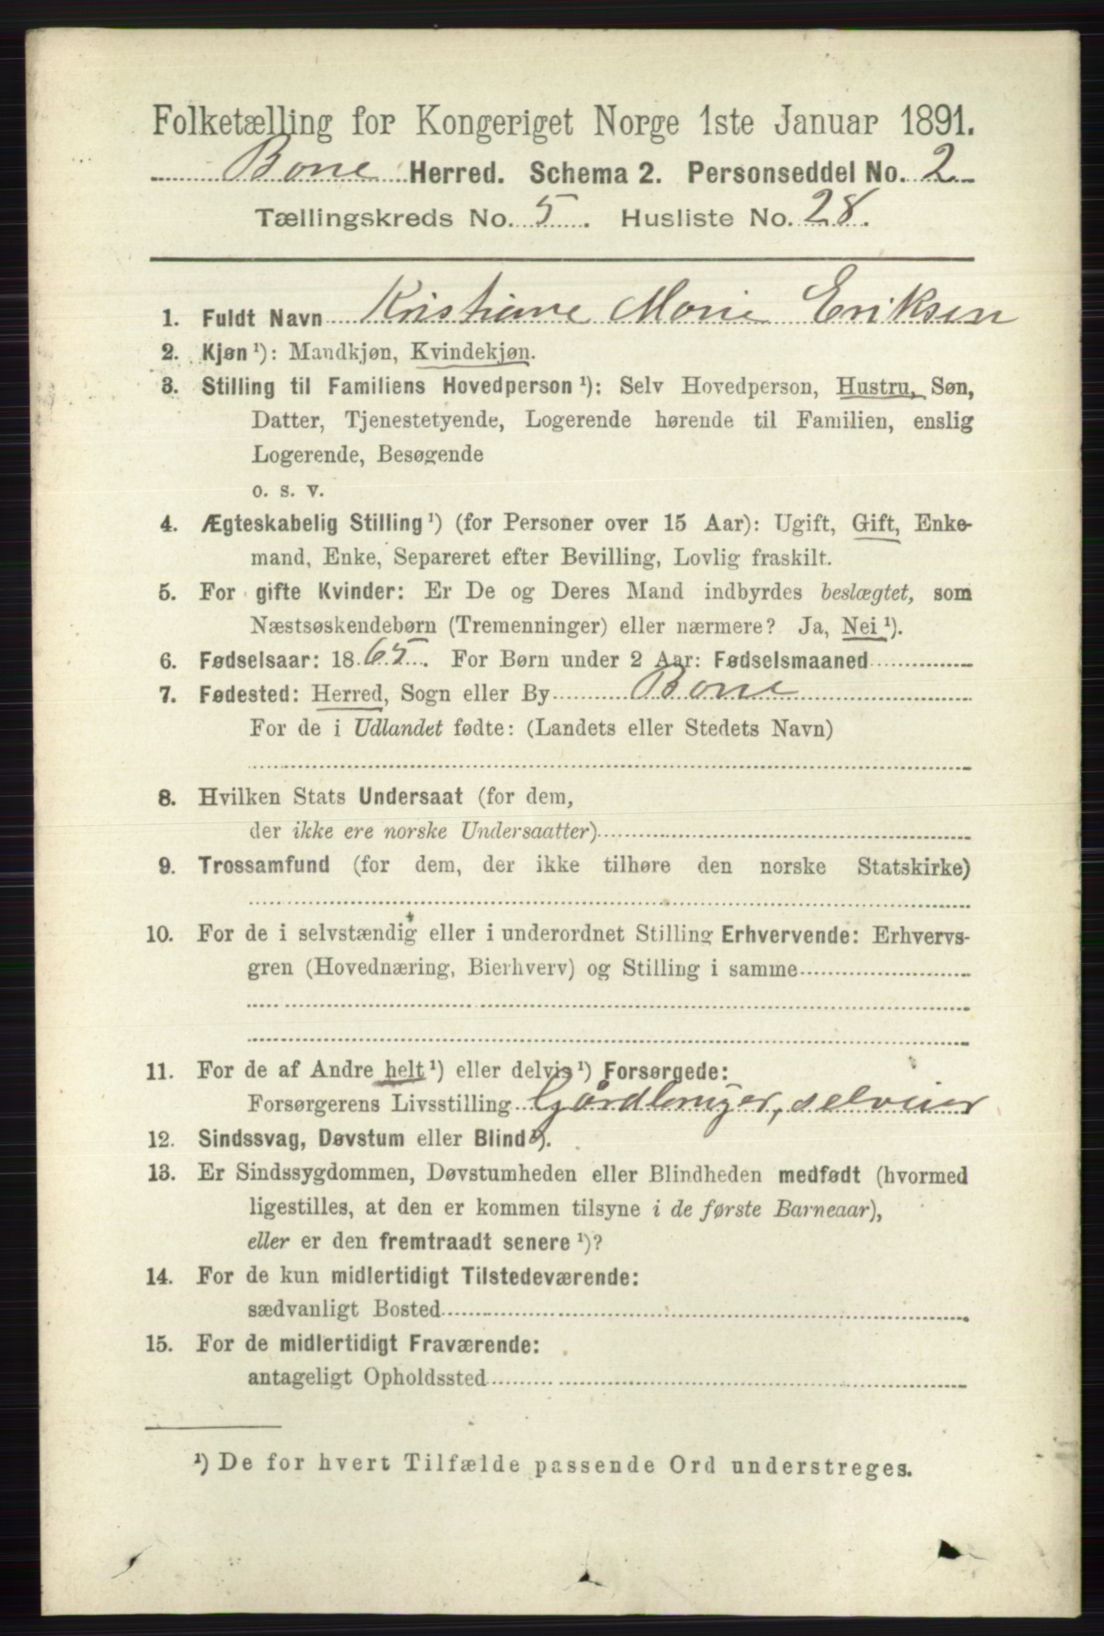 Folketælling for Kongeriget Norge 1ste Januar 1891.
Borre Herred. Schema 2. Personseddel No. 2
Tællingskreds No. 5. Husliste No. 28.
1. Fuldt Navn Kristiane Marie Eriksen
2. Kjøn ¹): Mandkjøn, Kvindekjøn.
3. Stilling til Familiens Hovedperson ¹): Selv Hovedperson, Hustru, Søn,
Datter, Tjenestetyende, Logerende hørende til Familien, enslig
Logerende, Besøgende
o. s. v.
4. Ægteskabelig Stilling ¹) (for Personer over 15 Aar): Ugift, Gift, Enke-
mand, Enke, Separeret efter Bevilling, Lovlig fraskilt.
5. For gifte Kvinder: Er De og Deres Mand indbyrdes beslægtet, som
Næstsøskendebørn (Tremenninger) eller nærmere? Ja, Nei ¹).
6. Fødselsaar: 1865. For Børn under 2 Aar: Fødselsmaaned
7. Fødested: Herred, Sogn eller By Borre
For de i Udlandet fødte: (Landets eller Stedets Navn)
8. Hvilken Stats Undersaat (for dem,
der ikke ere norske Undersaatter)
9. Trossamfund (for dem, der ikke tilhøre den norske Statskirke)
10. For de i selvstændig eller i underordnet Stilling Erhvervende: Erhvervs-
gren (Hovednæring, Bierhverv) og Stilling i samme
11. For de af Andre helt ¹) eller delvis ¹) Forsørgede:
Forsørgerens Livsstilling Gårdbruger, selveier
12. Sindssvag, Døvstum eller Blind ¹).
13. Er Sindssygdommen, Døvstumheden eller Blindheden medfødt (hvormed
ligestilles, at den er kommen tilsyne i de første Barneaar),
eller er den fremtraadt senere ¹)?
14. For de kun midlertidigt Tilstedeværende:
sædvanligt Bosted
15. For de midlertidigt Fraværende:
antageligt Opholdssted
¹) De for hvert Tilfælde passende Ord understreges.